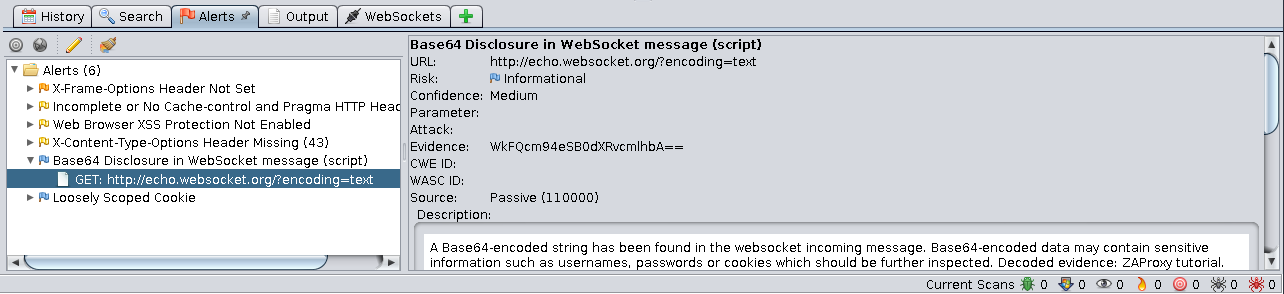 History Search Alerts Output WebSockets
Alerts (6)
X-Frame-Options Header Not Set
Incomplete or No Cache-control and Pragma HTTP Head
Web Browser XSS Protection Not Enabled
X-Content-Type-Options Header Missing (43)
Base64 Disclosure in WebSocket message (script)
GET: http://echo.websocket.org/?encoding=text
Loosely Scoped Cookie
Base64 Disclosure in WebSocket message (script)
URL: http://echo.websocket.org/?encoding=text
Risk: Informational
Confidence: Medium
Parameter:
Attack:
Evidence: WkFQcm94eSB0dXRvcmlhbA==
CWE ID:
WASC ID:
Source: Passive (110000)
Description:
A Base64-encoded string has been found in the websocket incoming message. Base64-encoded data may contain sensitive
information such as usernames, passwords or cookies which should be further inspected. Decoded evidence: ZAProxy tutorial.
Current Scans 0 0 0 0 0 0 0